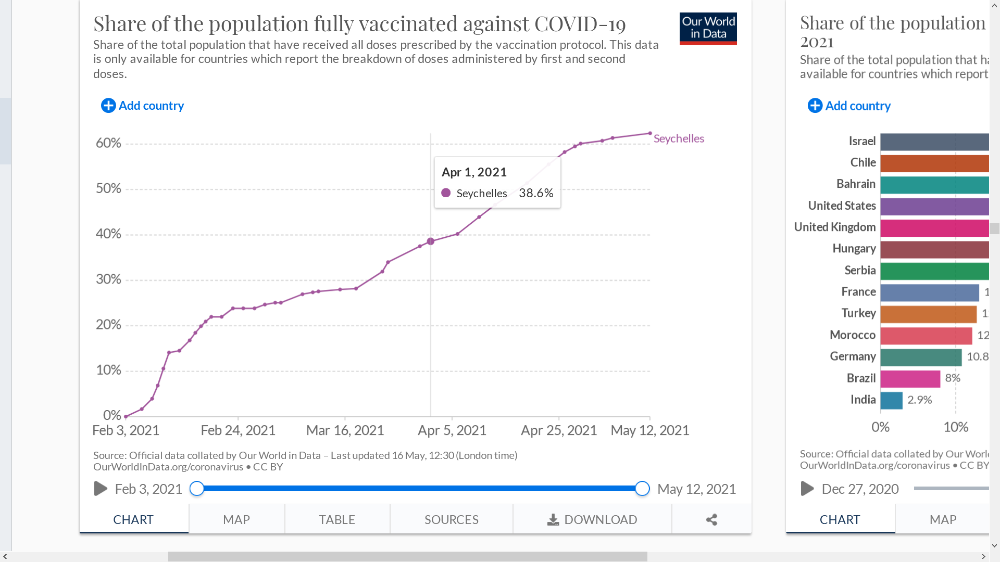 Share of the population fully vaccinated against COVID-19
Share of the total population that have received all doses prescribed by the vaccination protocol. This data
is only available for countries which report the breakdown of doses administered by first and second
doses.
Our World
in Data
Add country
60%
50%
40%
30%
20%
10%
0%
Seychelles
Apr 1, 2021
Seychelles 38.6%
Feb 3, 2021
Feb 24, 2021
Mar 16, 2021
Apr 5, 2021
Apr 25, 2021
May 12, 2021
Source: Official data collated by Our World in Data – Last updated 16 May, 12:30 (London time)
OurWorldInData.org/coronavirus • CC BY
Feb 3, 2021
May 12, 2021
CHART
MAP
TABLE
SOURCES
DOWNLOAD
Share of the population
2021
Share of the total population that
available for countries which report
Add country
Israel
Chile
Bahrain
United States
United Kingdom
Hungary
Serbia
France
Turkey
Morocco
Germany 10.8
Brazil 8%
India 2.9%
0%
10%
Source: Official data collated by Our
OurWorldInData.org/coronavirus • CC BY
Dec 27, 2020
CHART
MAP